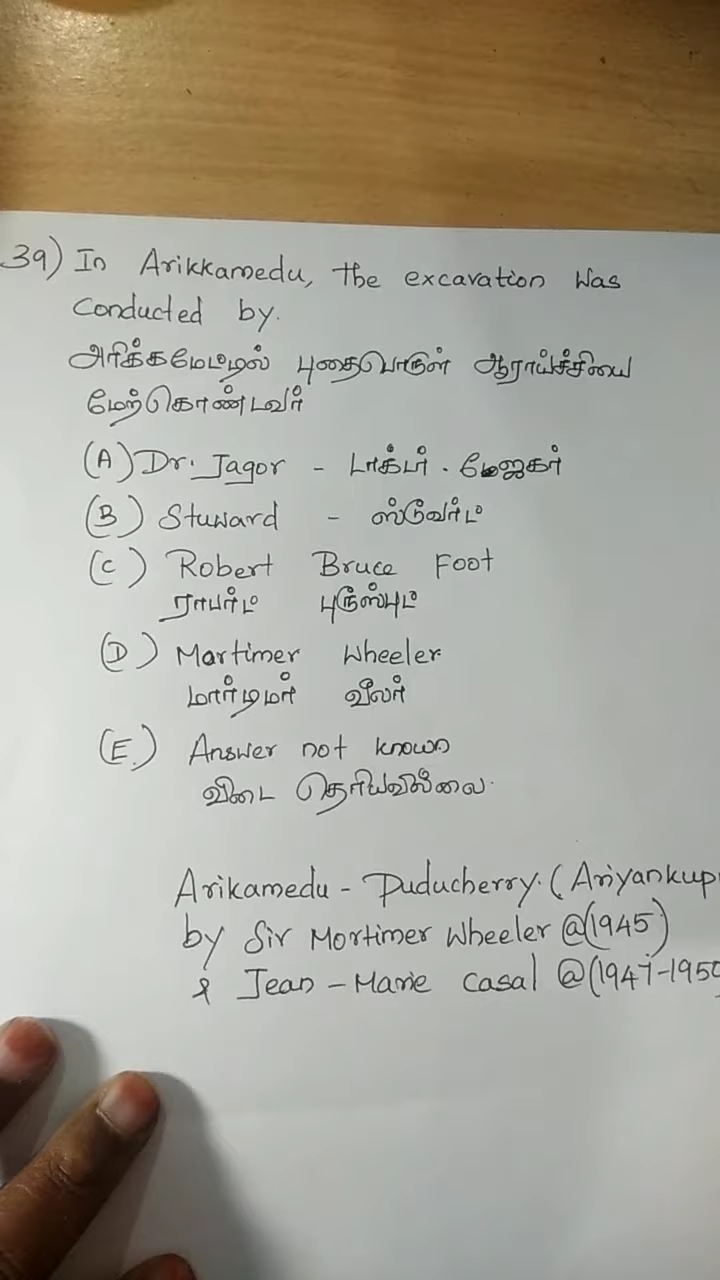 39) In Arikkamedu, the excavation was
conducted by.
அரிக்கமேட்டில் புதைபொருள் ஆராய்ச்சியை
மேற்கொண்டவர்
(A) Dr. Jagor - டாக்டர். ஜேகர்
(B) Stuward - ஸ்டுவர்ட்
(C) Robert Bruce Foot
ராபர்ட் புருஸ்புட்
(D) Mortimer Wheeler
மார்டிமர் வீலர்
(E) Answer not known
விடை தெரியவில்லை.
Arikamedu - Puducherry. (Ariyankup
by Sir Mortimer Wheeler @(1945)
& Jean - Marie Casal @(1947-1950